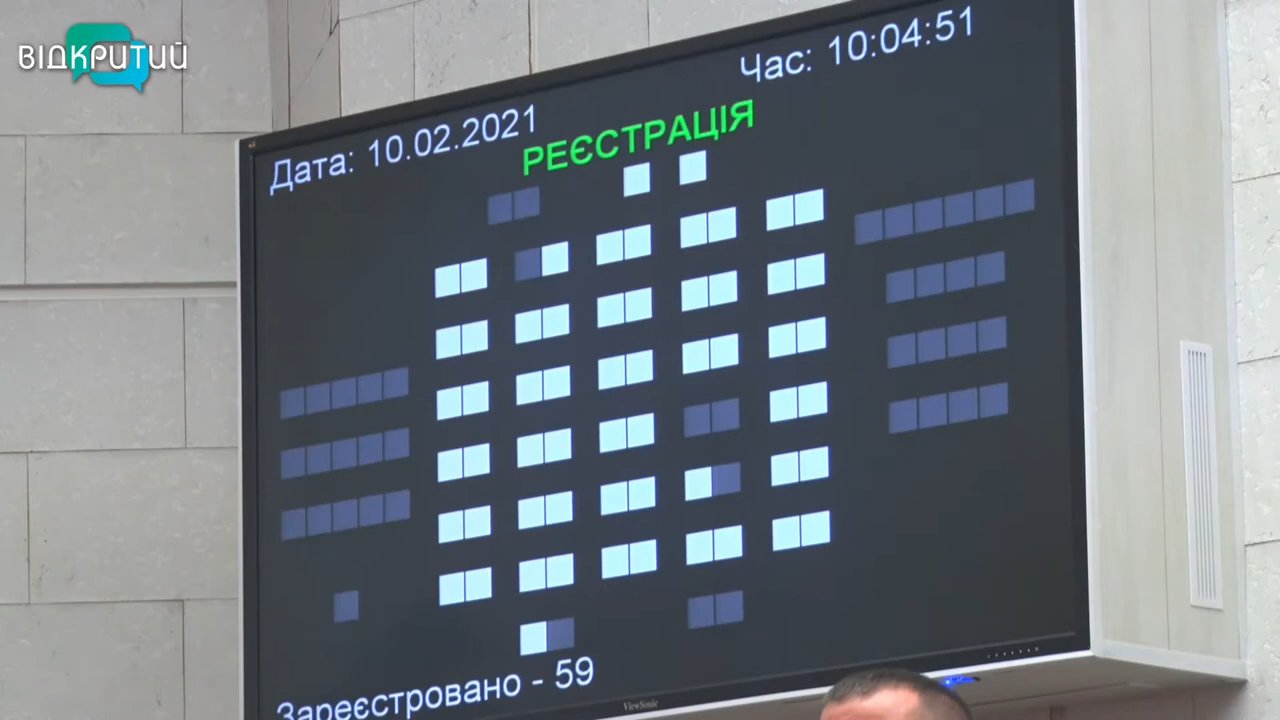 ВІДКРИТИЙ
Час: 10:04:51
Дата: 10.02.2021
РЕЄСТРАЦІЯ
Зареєстровано - 59
ViewSonic